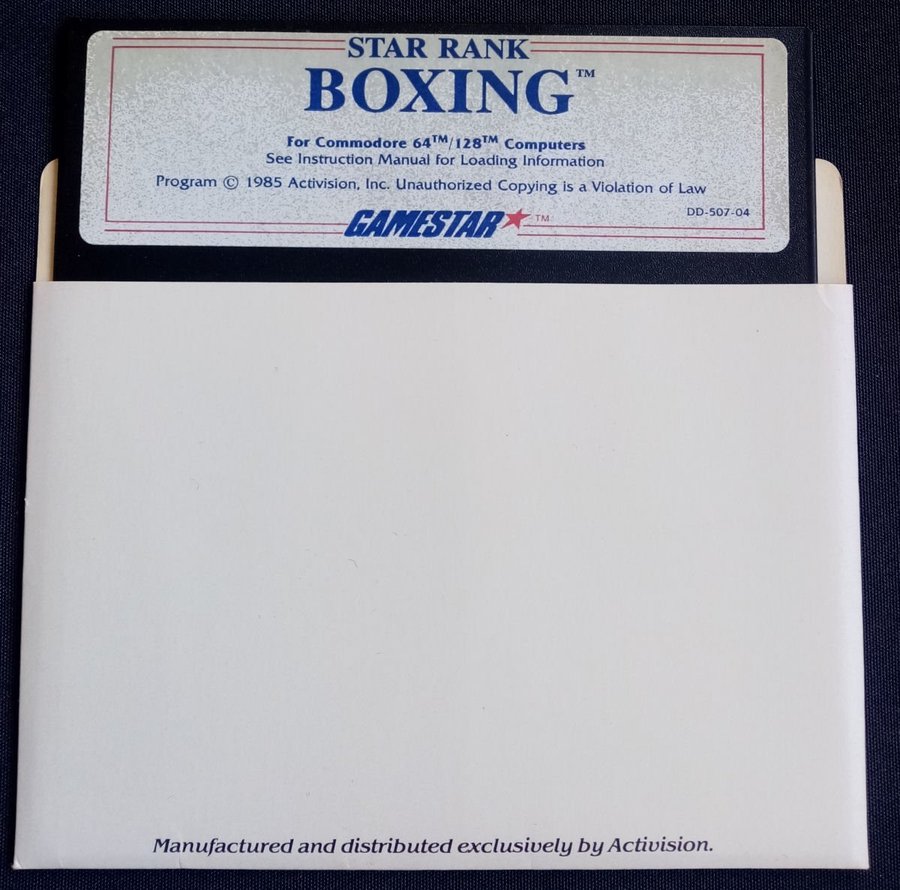 STAR RANK
BOXING™
For Commodore 64™/128™ Computers
See Instruction Manual for Loading Information
Program © 1985 Activision, Inc. Unauthorized Copying is a Violation of Law
DD-507-04
GAMESTAR™
Manufactured and distributed exclusively by Activision.